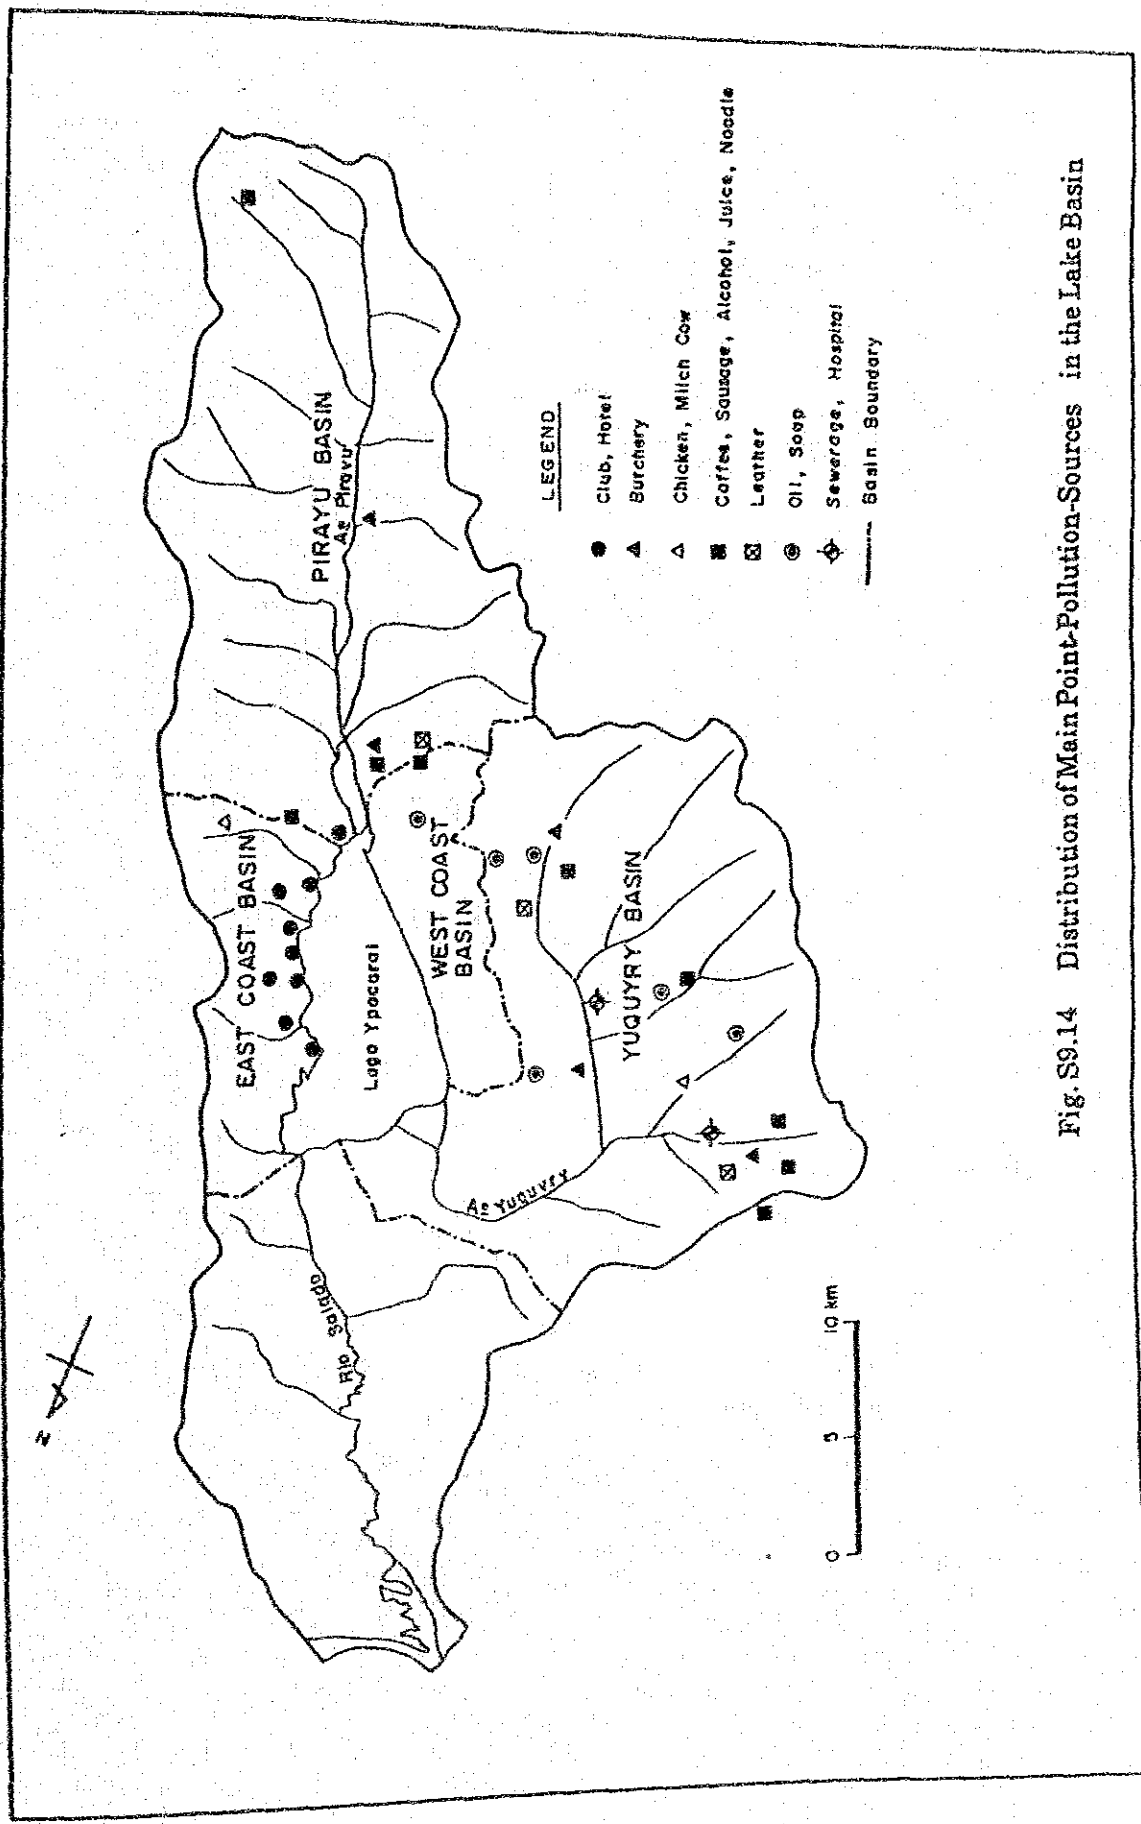 N
EAST COAST BASIN
PIRAYU BASIN
Ao Pirayu
Lago Ypacarai
WEST COAST
BASIN
Rio Salado
Ao YUQUYRY
YUQUYRY BASIN
LEGEND
Club, Hotel
Burchery
Chicken, Milch Cow
Coffee, Sausage, Alcohol, Juice, Noodle
Leather
Oil, Soap
Sewerage, Hospital
Basin Boundary
0 5 10 km
Fig. S9.14 Distribution of Main Point-Pollution-Sources in the Lake Basin